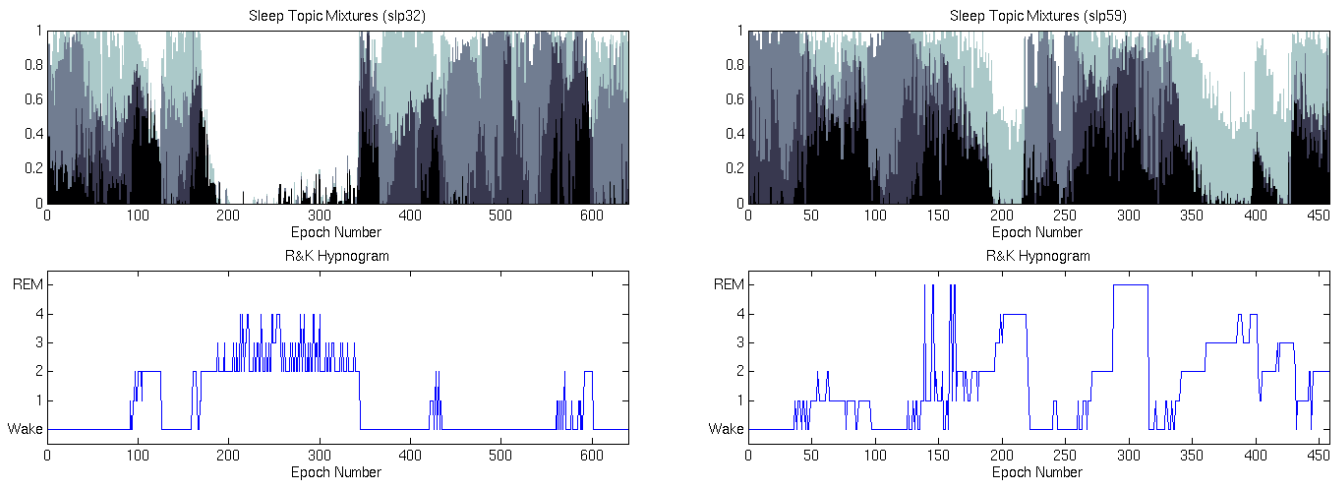 Sleep Topic Mixtures (slp32)
1
0.8
0.6
0.4
0.2
0
0 100 200 300 400 500 600
Epoch Number
R&K Hypnogram
REM
4
3
2
1
Wake
0 100 200 300 400 500 600
Epoch Number
Sleep Topic Mixtures (slp59)
1
0.8
0.6
0.4
0.2
0
0 50 100 150 200 250 300 350 400 450
Epoch Number
R&K Hypnogram
REM
4
3
2
1
Wake
0 50 100 150 200 250 300 350 400 450
Epoch Number